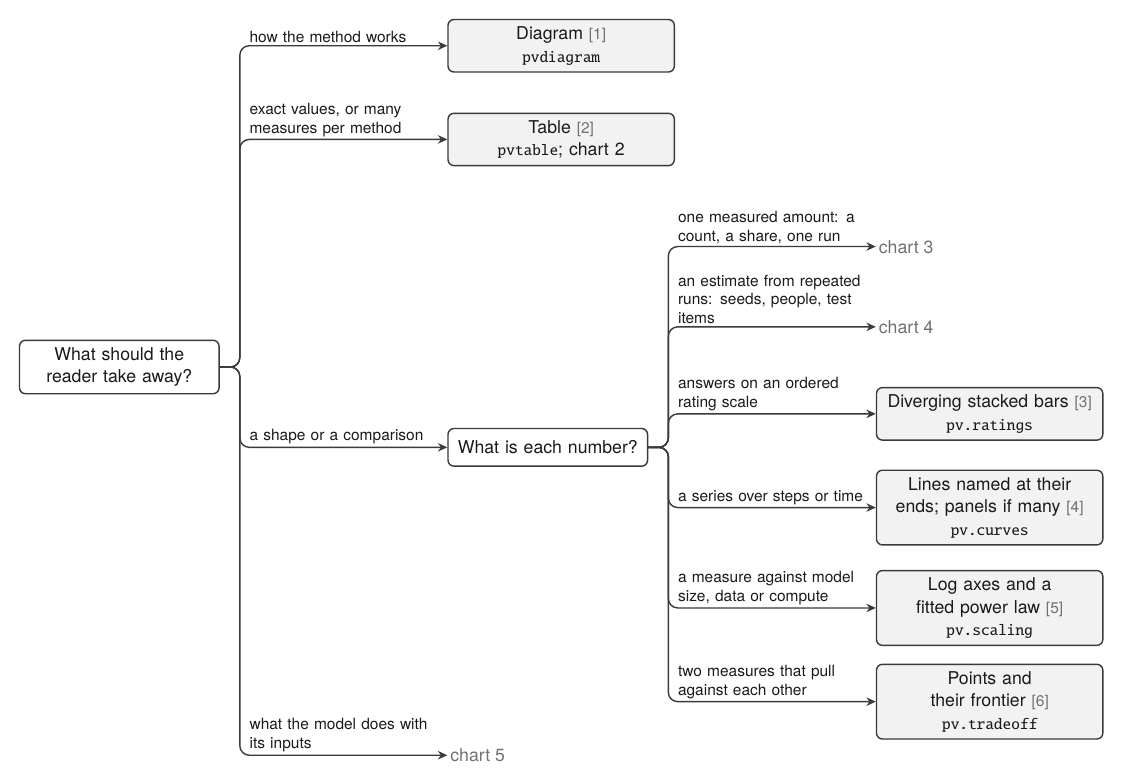 how the method works
Diagram [1]
pvdiagram
exact values, or many
measures per method
Table [2]
pvtable; chart 2
What should the
reader take away?
a shape or a comparison
What is each number?
one measured amount: a
count, a share, one run
chart 3
an estimate from repeated
runs: seeds, people, test
items
chart 4
answers on an ordered
rating scale
Diverging stacked bars [3]
pv.ratings
a series over steps or time
Lines named at their
ends; panels if many [4]
pv.curves
a measure against model
size, data or compute
Log axes and a
fitted power law [5]
pv.scaling
two measures that pull
against each other
Points and
their frontier [6]
pv.tradeoff
what the model does with
its inputs
chart 5